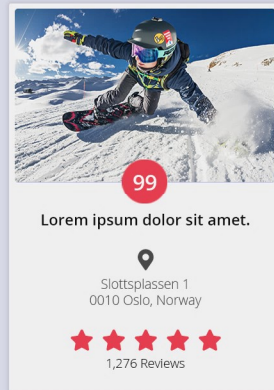 99
Lorem ipsum dolor sit amet.
Slottsplassen 1
0010 Oslo, Norway
1,276 Reviews